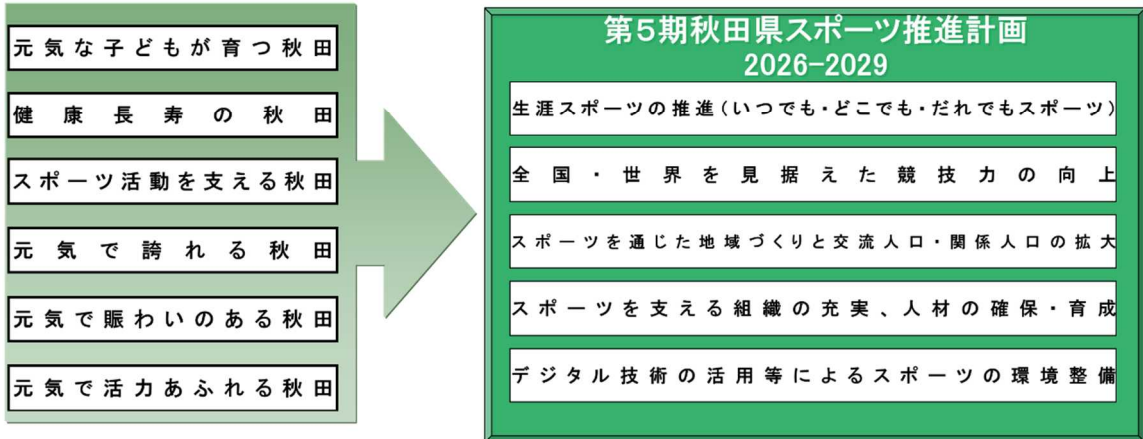 元気な子どもが育つ秋田
健康長寿の秋田
スポーツ活動を支える秋田
元気で誇れる秋田
元気で賑わいのある秋田
元気で活力あふれる秋田
第5期秋田県スポーツ推進計画
2026-2029
生涯スポーツの推進(いつでも・どこでも・だれでもスポーツ)
全国・世界を見据えた競技力の向上
スポーツを通じた地域づくりと交流人口・関係人口の拡大
スポーツを支える組織の充実、人材の確保・育成
デジタル技術の活用等によるスポーツの環境整備